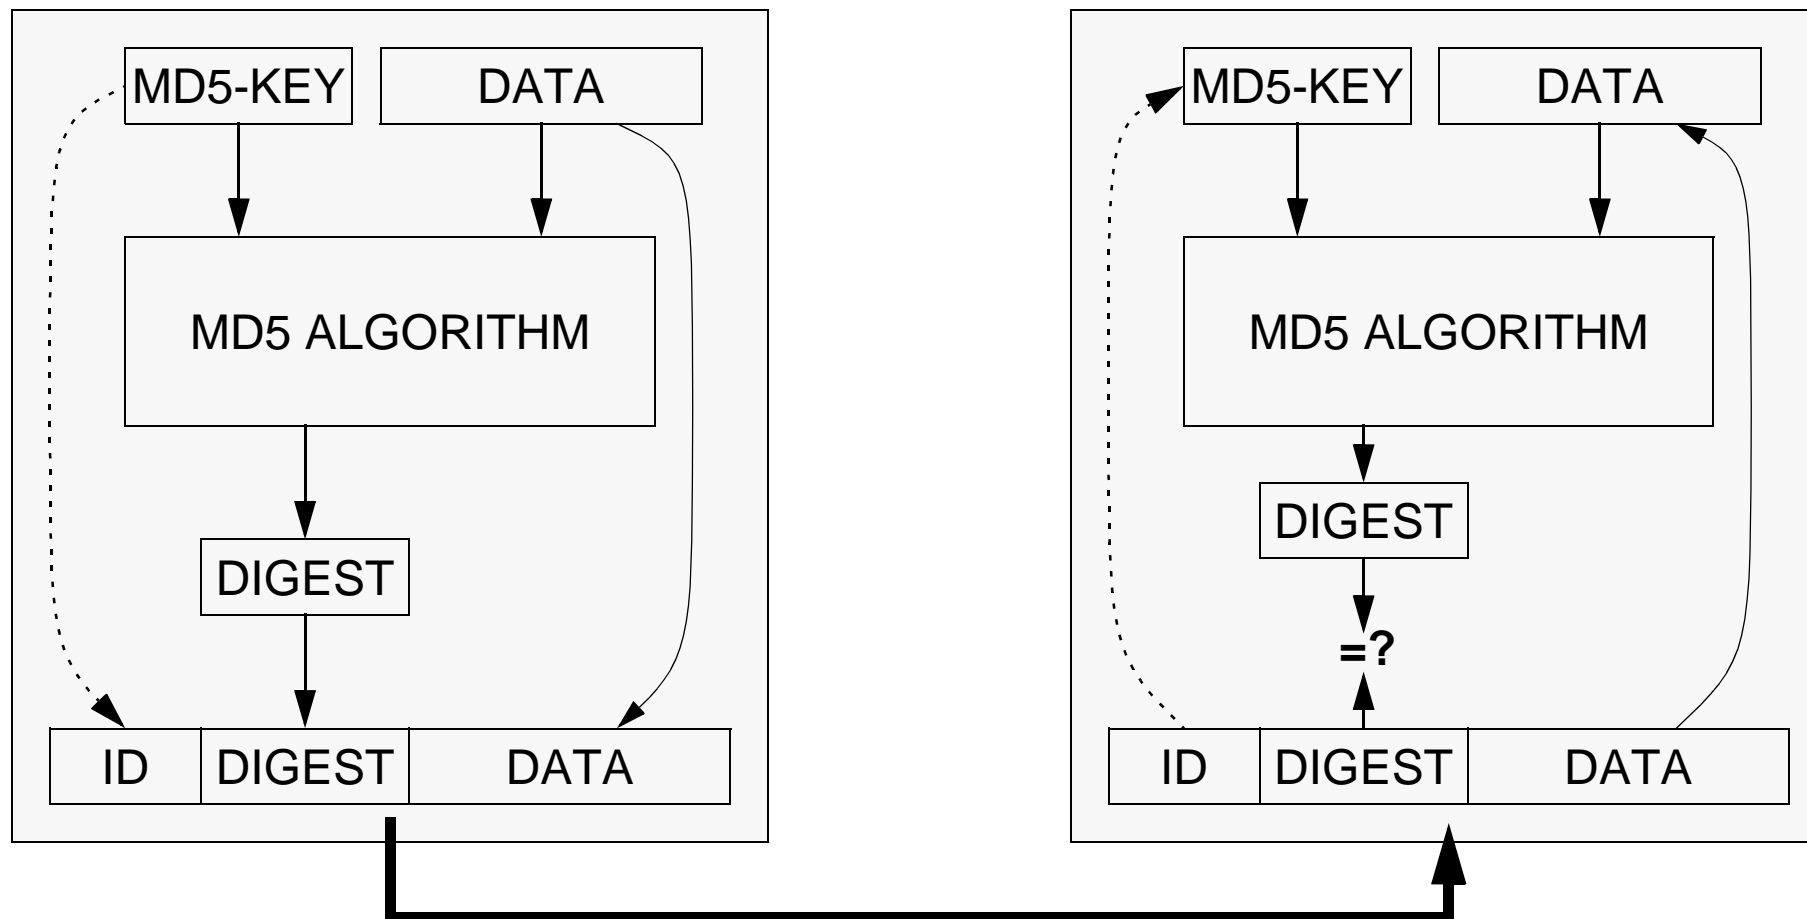 MD5-KEY DATA
MD5 ALGORITHM
DIGEST
ID DIGEST DATA
MD5-KEY DATA
MD5 ALGORITHM
DIGEST
=?
ID DIGEST DATA